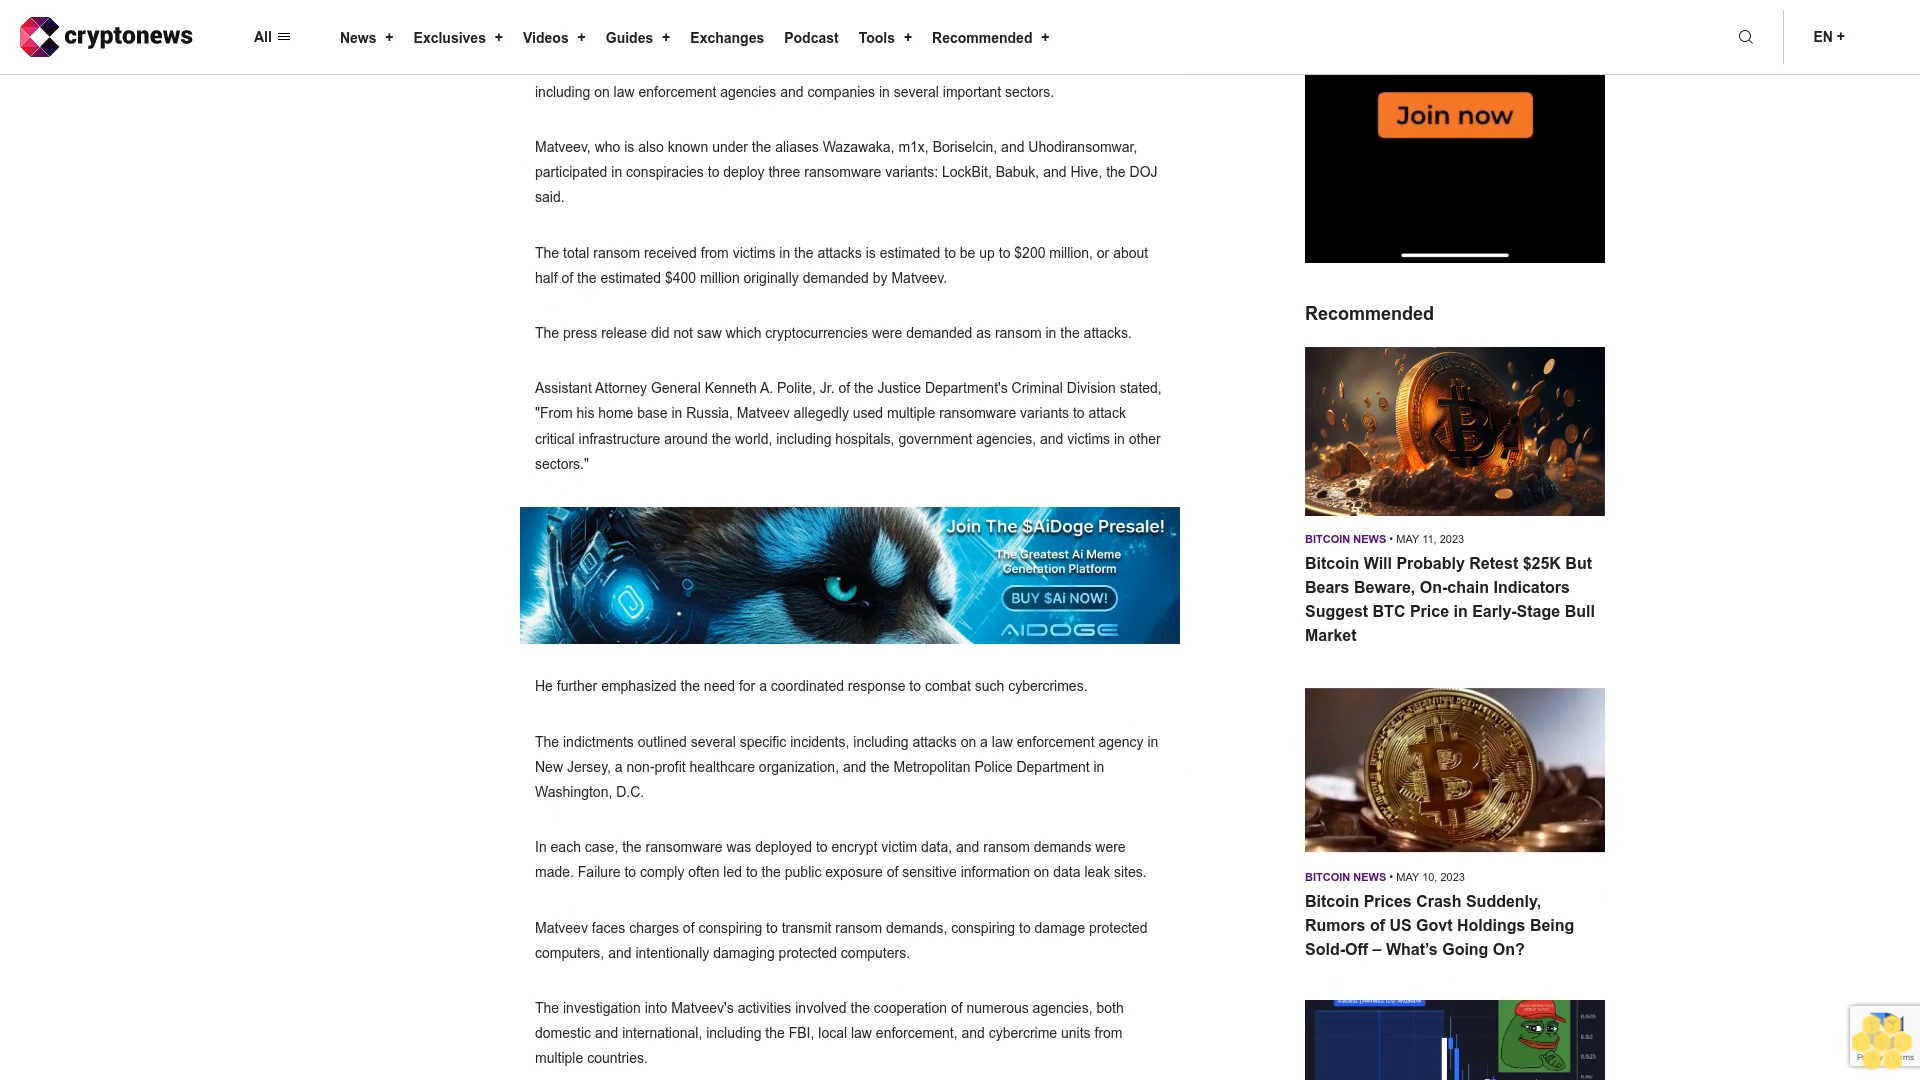 cryptonews
All
News +
Exclusives +
Videos +
Guides +
Exchanges
Podcast
Tools +
Recommended +
EN +
including on law enforcement agencies and companies in several important sectors.
Matveev, who is also known under the aliases Wazawaka, m1x, Boriselcin, and Uhodiransomwar,
participated in conspiracies to deploy three ransomware variants: LockBit, Babuk, and Hive, the DOJ
said.
The total ransom received from victims in the attacks is estimated to be up to $200 million, or about
half of the estimated $400 million originally demanded by Matveev.
The press release did not saw which cryptocurrencies were demanded as ransom in the attacks.
Assistant Attorney General Kenneth A. Polite, Jr. of the Justice Department's Criminal Division stated,
"From his home base in Russia, Matveev allegedly used multiple ransomware variants to attack
critical infrastructure around the world, including hospitals, government agencies, and victims in other
sectors."
Join The $AiDoge Presale!
The Greatest Ai Meme
Generation Platform
BUY $Ai NOW!
AIDOGE
He further emphasized the need for a coordinated response to combat such cybercrimes.
The indictments outlined several specific incidents, including attacks on a law enforcement agency in
New Jersey, a non-profit healthcare organization, and the Metropolitan Police Department in
Washington, D.C.
In each case, the ransomware was deployed to encrypt victim data, and ransom demands were
made. Failure to comply often led to the public exposure of sensitive information on data leak sites.
Matveev faces charges of conspiring to transmit ransom demands, conspiring to damage protected
computers, and intentionally damaging protected computers.
The investigation into Matveev's activities involved the cooperation of numerous agencies, both
domestic and international, including the FBI, local law enforcement, and cybercrime units from
multiple countries.
Join now
Recommended
BITCOIN NEWS • MAY 11, 2023
Bitcoin Will Probably Retest $25K But
Bears Beware, On-chain Indicators
Suggest BTC Price in Early-Stage Bull
Market
BITCOIN NEWS • MAY 10, 2023
Bitcoin Prices Crash Suddenly,
Rumors of US Govt Holdings Being
Sold-Off – What's Going On?